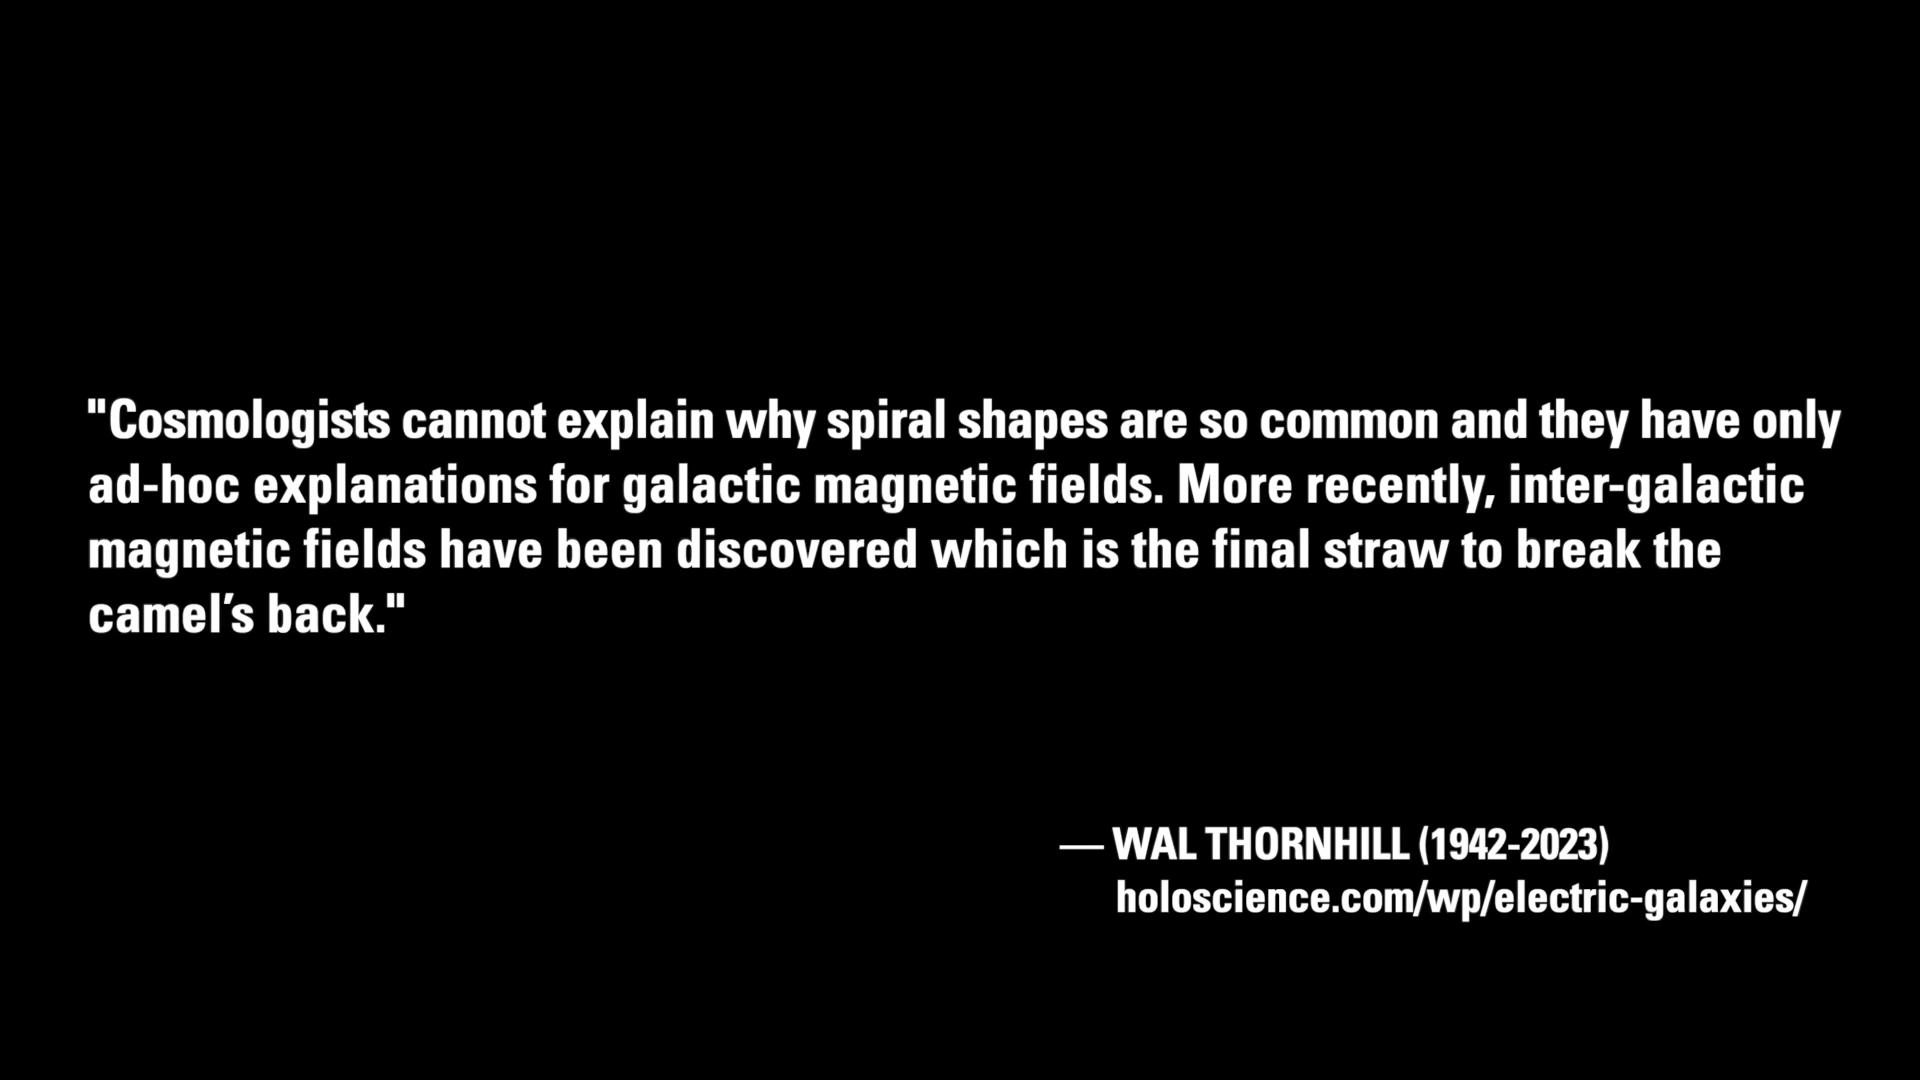 "Cosmologists cannot explain why spiral shapes are so common and they have only
ad-hoc explanations for galactic magnetic fields. More recently, inter-galactic
magnetic fields have been discovered which is the final straw to break the
camel’s back."
— WAL THORNHILL (1942-2023)
holoscience.com/wp/electric-galaxies/